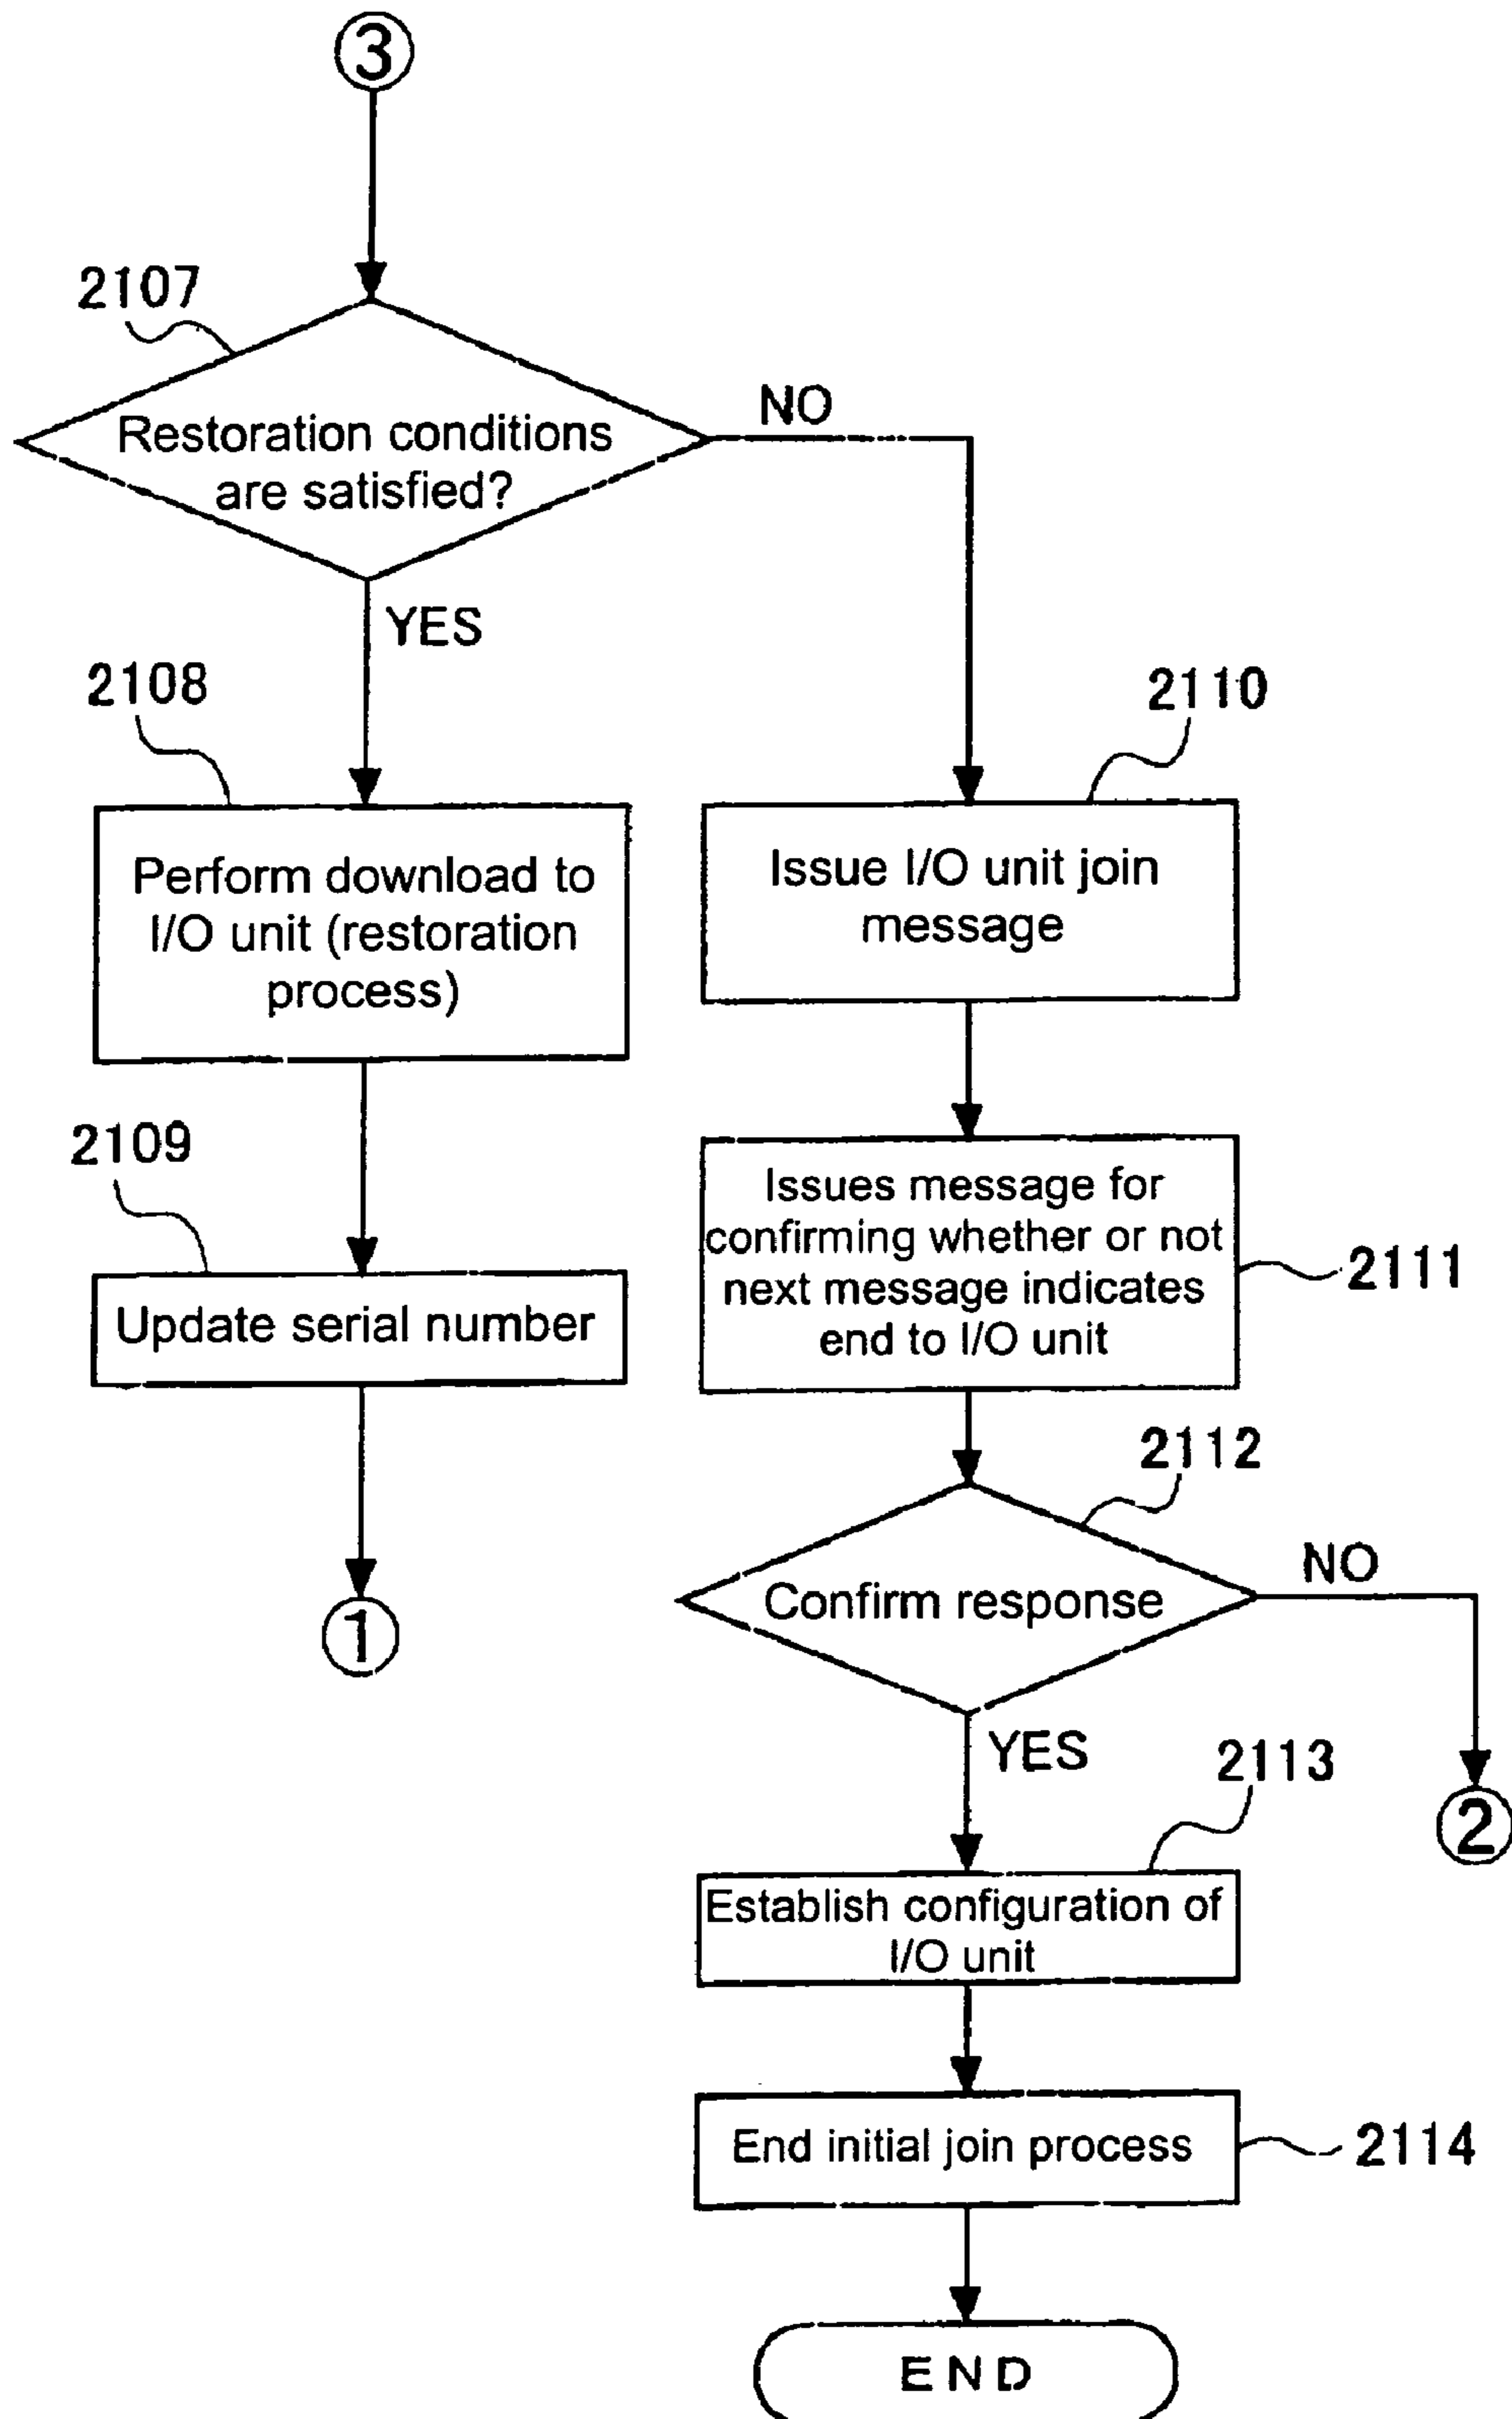 3
2107
Restoration conditions
are satisfied?
NO
YES
2108
Perform download to
I/O unit (restoration
process)
2109
Update serial number
1
2110
Issue I/O unit join
message
Issues message for
confirming whether or not
next message indicates
end to I/O unit
2111
2112
Confirm response
NO
2
YES
2113
Establish configuration of
I/O unit
End initial join process
2114
END